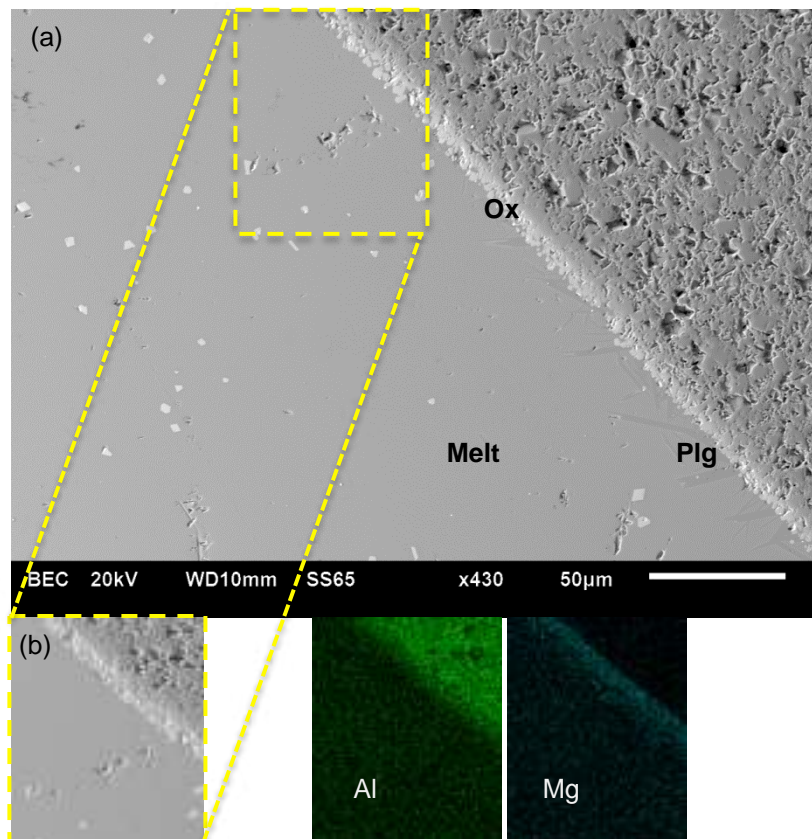 (a)
Ox
Melt
Plg
BEC 20kV WD10mm SS65 x430 50µm
(b)
Al
Mg